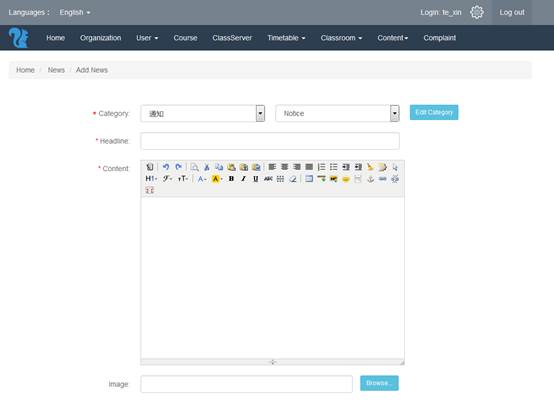 Languages : English Login: te_xin Log out
Home Organization User Course ClassServer Timetable Classroom Content Complaint
Home / News / Add News
* Category: 通知 Notice Edit Category
* Headline:
* Content:
H1 F T A A B I U ABC
Image: Browse...